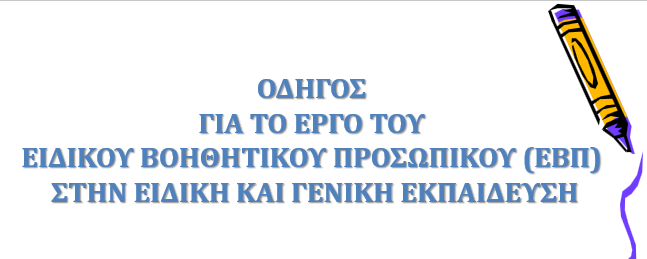 ΟΔΗΓΟΣ
ΓΙΑ ΤΟ ΕΡΓΟ ΤΟΥ
ΕΙΔΙΚΟΥ ΒΟΗΘΗΤΙΚΟΥ ΠΡΟΣΩΠΙΚΟΥ (ΕΒΠ)
ΣΤΗΝ ΕΙΔΙΚΗ ΚΑΙ ΓΕΝΙΚΗ ΕΚΠΑΙΔΕΥΣΗ